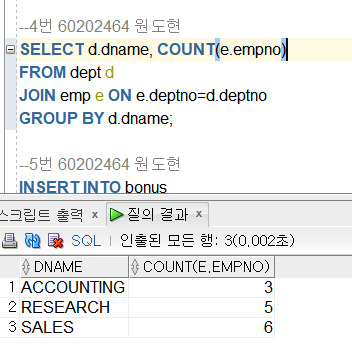 --4번 60202464 원도현
SELECT d.dname, COUNT(e.empno)
FROM dept d
JOIN emp e ON e.deptno=d.deptno
GROUP BY d.dname;
--5번 60202464 원도현
INSERT INTO bonus
스크립트 출력 x 질의 결과 x
SQL | 인출된 모든 행: 3(0,002초)
DNAME COUNT(E,EMPNO)
1 ACCOUNTING 3
2 RESEARCH 5
3 SALES 6